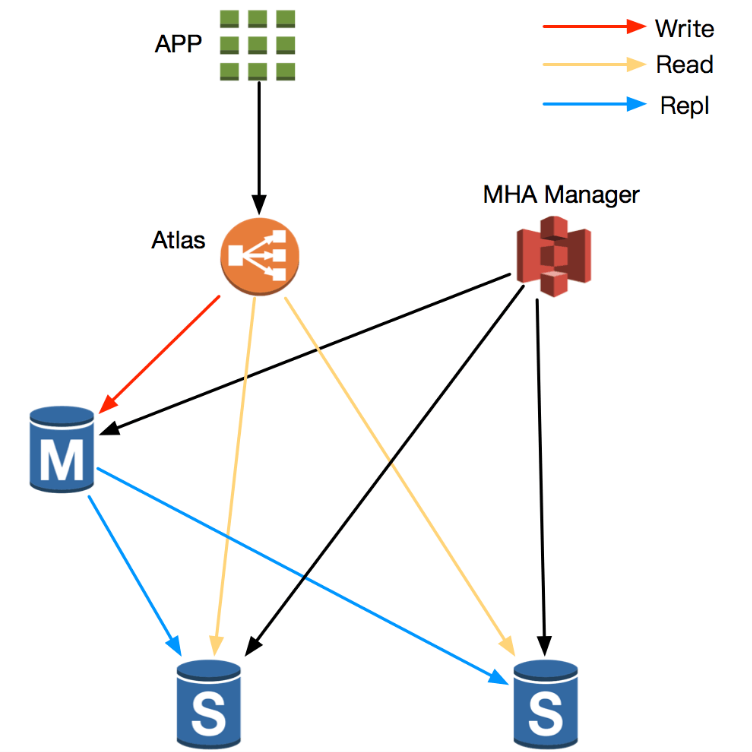 APP
Write
Read
Repl
MHA Manager
Atlas
M
S
S